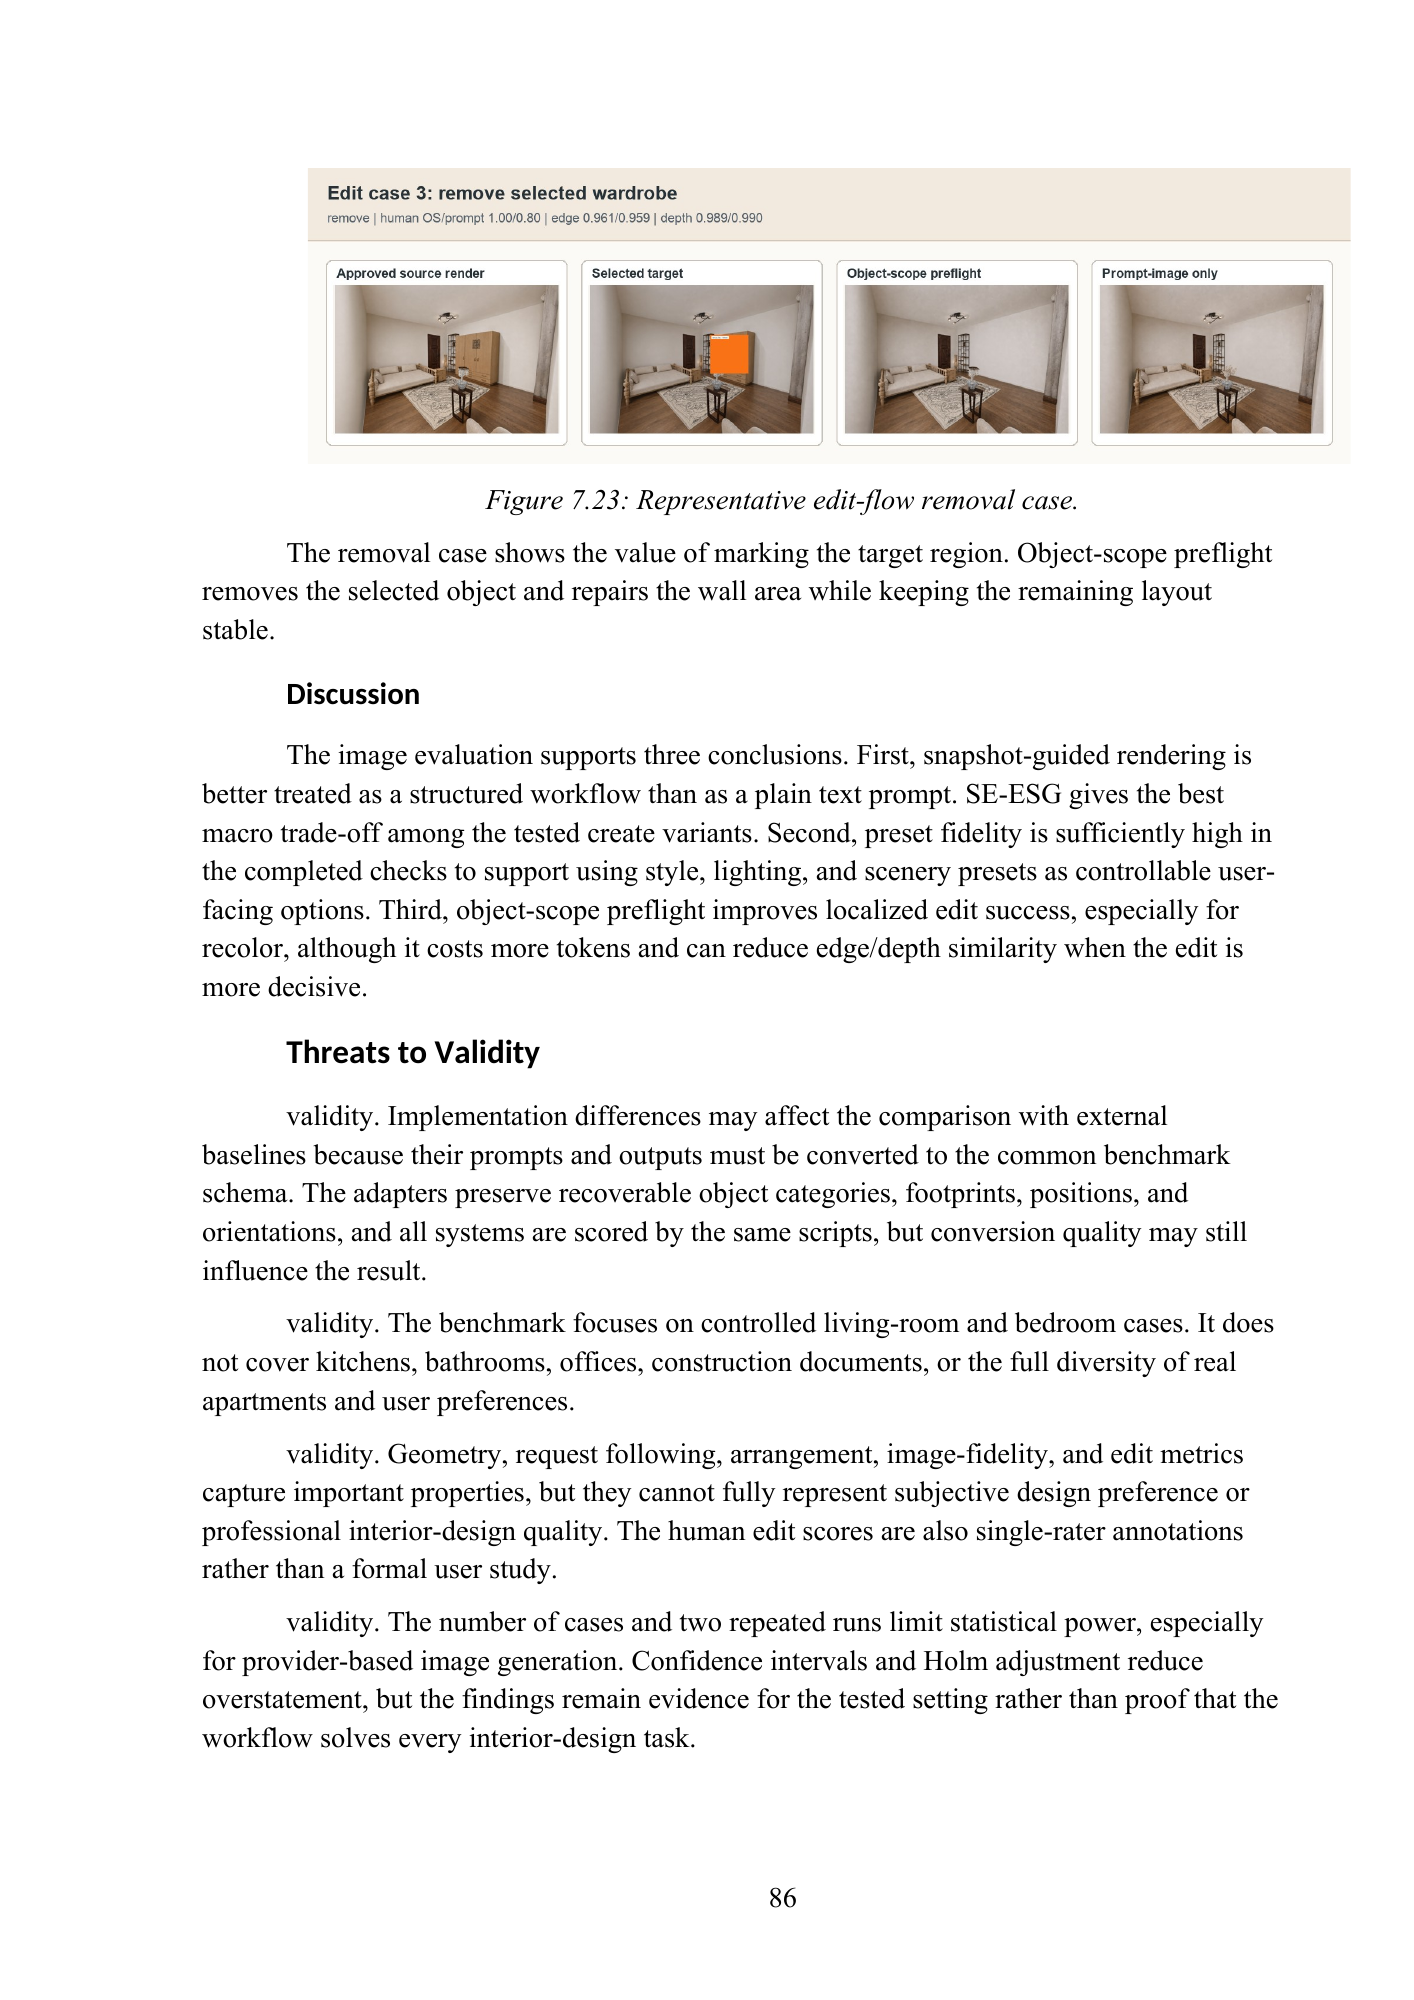 Edit case 3: remove selected wardrobe
remove | human OS/prompt 1.00/0.80 | edge 0.961/0.959 | depth 0.989/0.990
Approved source render
Selected target
Object-scope preflight
Prompt-image only
Figure 7.23: Representative edit-flow removal case.
The removal case shows the value of marking the target region. Object-scope preflight
removes the selected object and repairs the wall area while keeping the remaining layout
stable.
Discussion
The image evaluation supports three conclusions. First, snapshot-guided rendering is
better treated as a structured workflow than as a plain text prompt. SE-ESG gives the best
macro trade-off among the tested create variants. Second, preset fidelity is sufficiently high in
the completed checks to support using style, lighting, and scenery presets as controllable user-
facing options. Third, object-scope preflight improves localized edit success, especially for
recolor, although it costs more tokens and can reduce edge/depth similarity when the edit is
more decisive.
Threats to Validity
validity. Implementation differences may affect the comparison with external
baselines because their prompts and outputs must be converted to the common benchmark
schema. The adapters preserve recoverable object categories, footprints, positions, and
orientations, and all systems are scored by the same scripts, but conversion quality may still
influence the result.
validity. The benchmark focuses on controlled living-room and bedroom cases. It does
not cover kitchens, bathrooms, offices, construction documents, or the full diversity of real
apartments and user preferences.
validity. Geometry, request following, arrangement, image-fidelity, and edit metrics
capture important properties, but they cannot fully represent subjective design preference or
professional interior-design quality. The human edit scores are also single-rater annotations
rather than a formal user study.
validity. The number of cases and two repeated runs limit statistical power, especially
for provider-based image generation. Confidence intervals and Holm adjustment reduce
overstatement, but the findings remain evidence for the tested setting rather than proof that the
workflow solves every interior-design task.
86